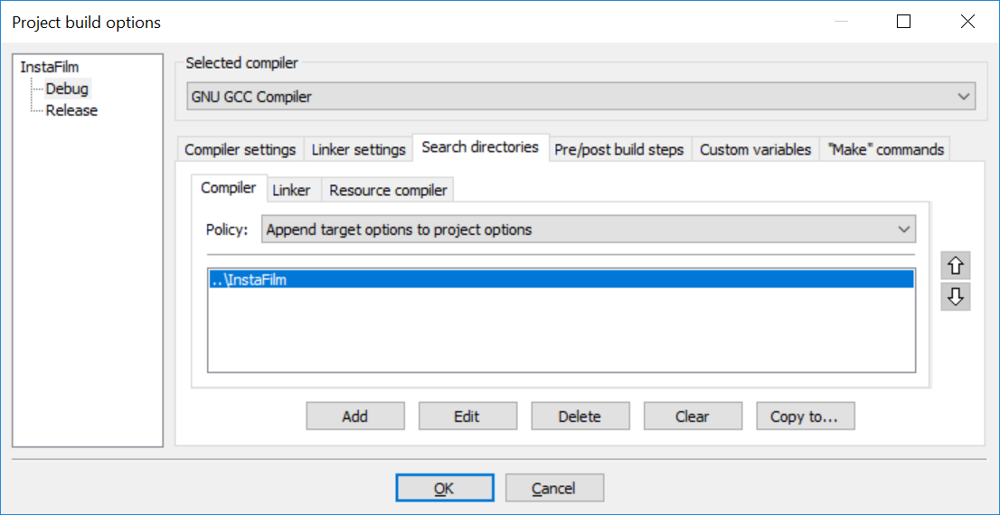 Project build options
InstaFilm
Debug
Release
Selected compiler
GNU GCC Compiler
Compiler settings
Linker settings
Search directories
Pre/post build steps
Custom variables
"Make" commands
Compiler
Linker
Resource compiler
Policy:
Append target options to project options
..\InstaFilm
Add
Edit
Delete
Clear
Copy to...
OK
Cancel